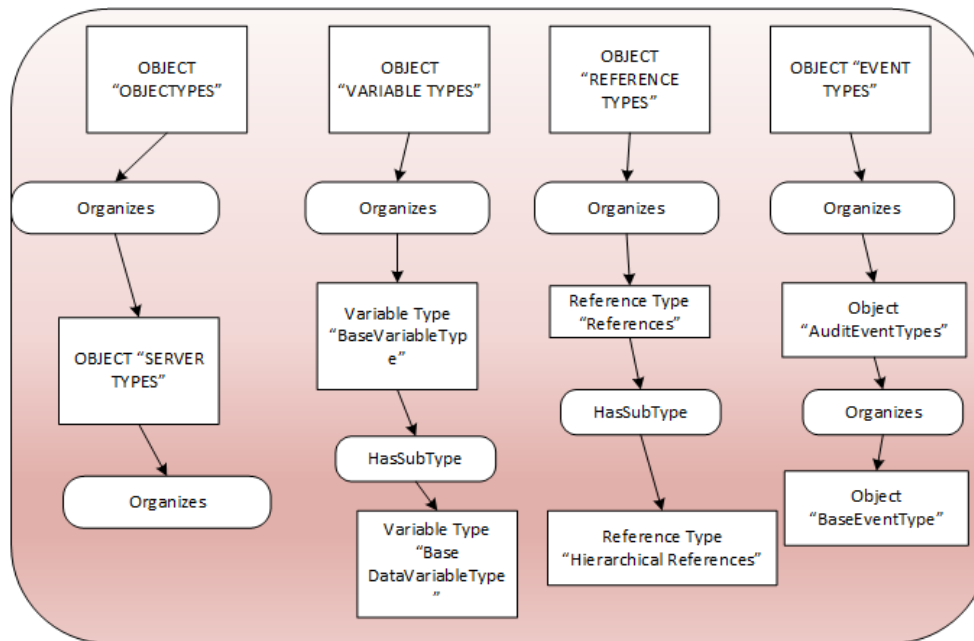 OBJECT
“OBJECTYPES”
Organizes
OBJECT “SERVER
TYPES”
Organizes
OBJECT
“VARIABLE TYPES”
Organizes
Variable Type
“BaseVariableTyp
e”
HasSubType
Variable Type
“Base
DataVariableType
”
OBJECT
“REFERENCE
TYPES”
Organizes
Reference Type
“References”
HasSubType
Reference Type
“Hierarchical References”
OBJECT “EVENT
TYPES”
Organizes
Object
“AuditEventTypes”
Organizes
Object
“BaseEventType”